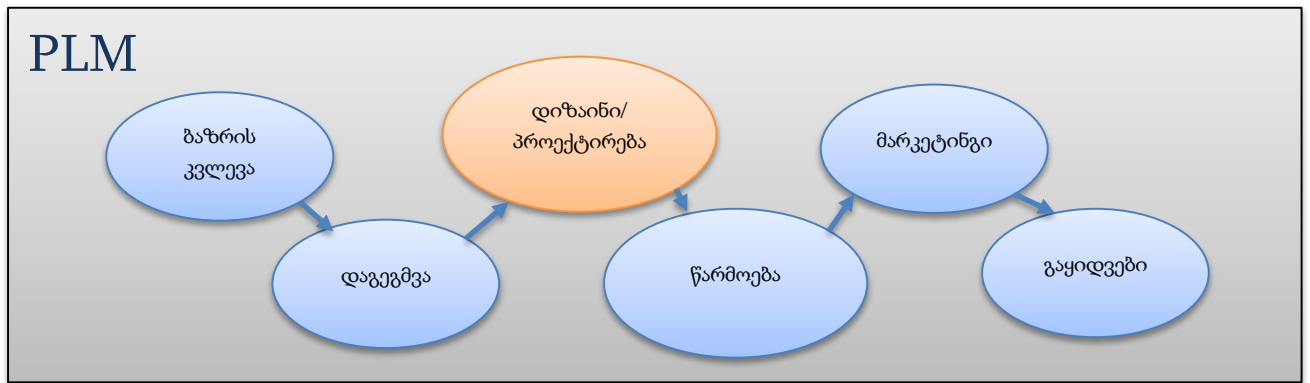 PLM
ბაზრის
კვლევა
დაგეგმვა
დიზაინი/
პროექტირება
წარმოება
მარკეტინგი
გაყიდვები